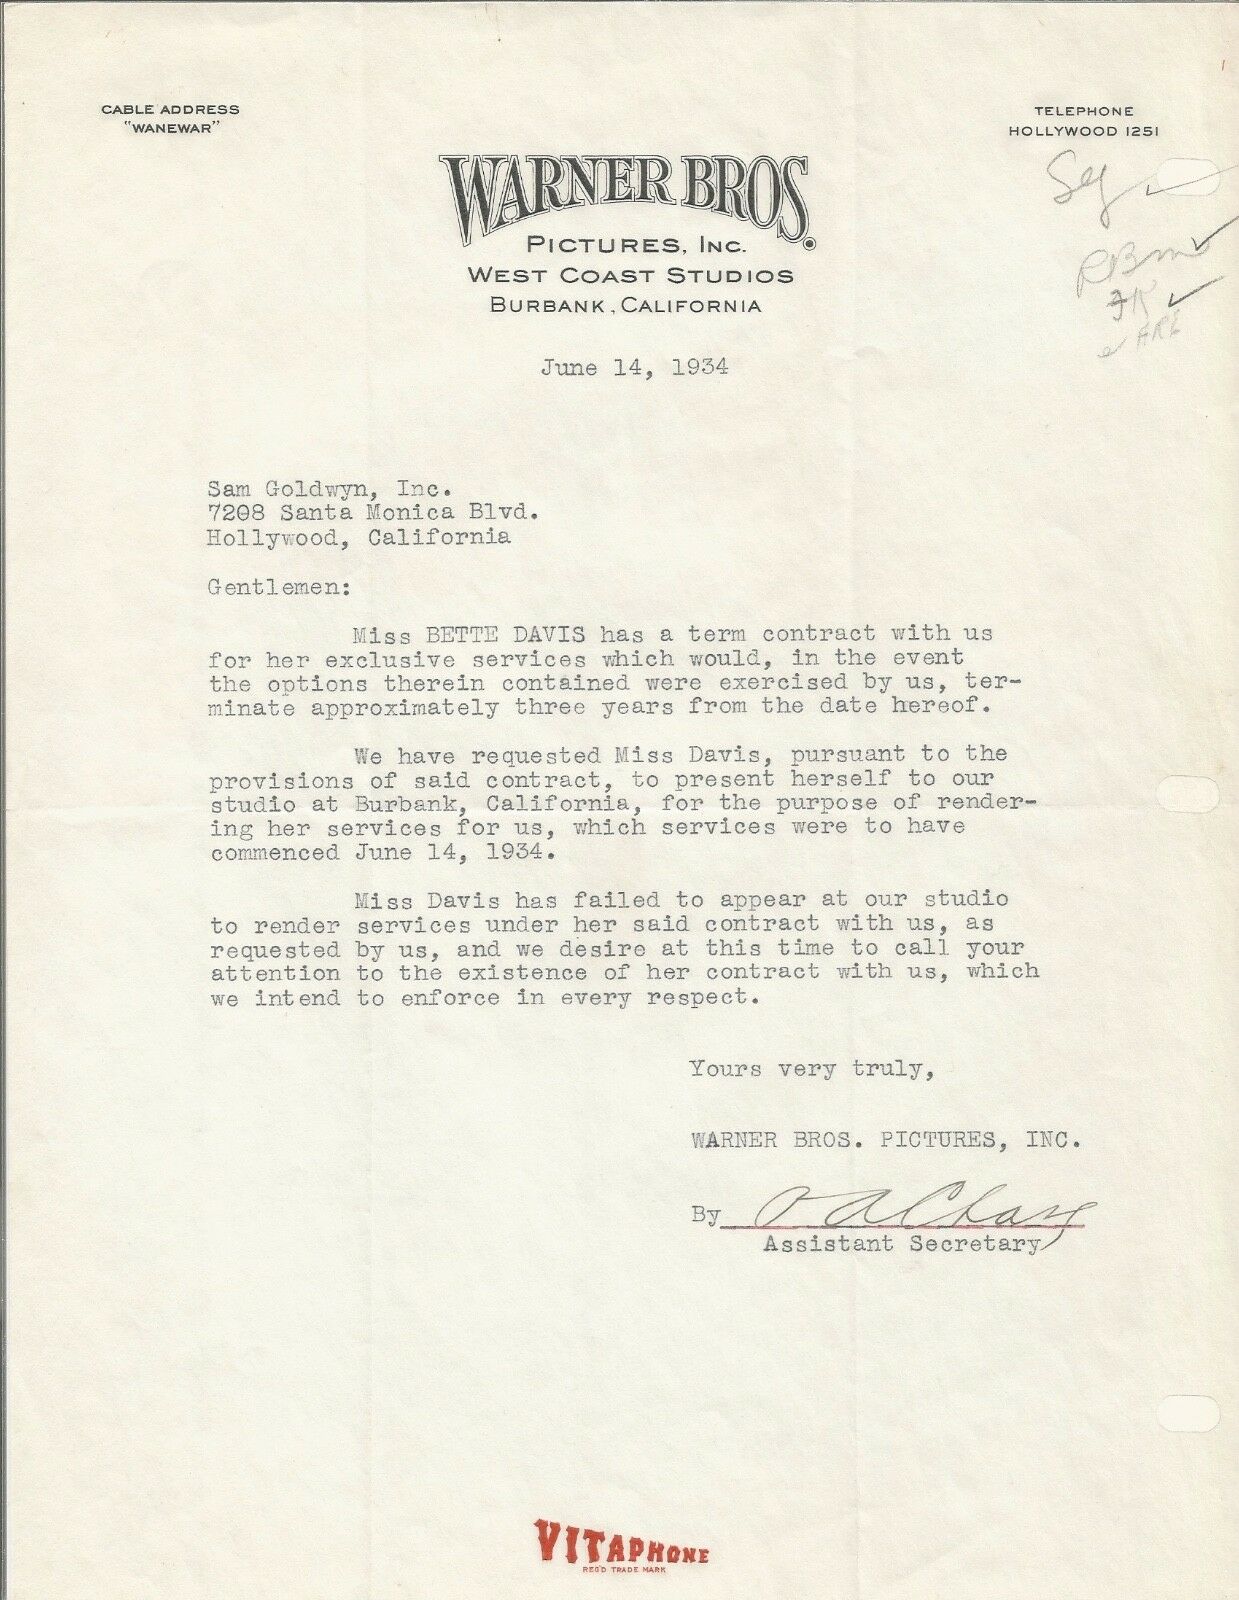 CABLE ADDRESS
"WANEWAR"
TELEPHONE
HOLLYWOOD 1251
WARNER BROS.
PICTURES, INC.
WEST COAST STUDIOS
BURBANK, CALIFORNIA
June 14, 1934
Sam Goldwyn, Inc.
7208 Santa Monica Blvd.
Hollywood, California
Gentlemen:
Miss BETTE DAVIS has a term contract with us
for her exclusive services which would, in the event
the options therein contained were exercised by us, ter-
minate approximately three years from the date hereof.
We have requested Miss Davis, pursuant to the
provisions of said contract, to present herself to our
studio at Burbank, California, for the purpose of render-
ing her services for us, which services were to have
commenced June 14, 1934.
Miss Davis has failed to appear at our studio
to render services under her said contract with us, as
requested by us, and we desire at this time to call your
attention to the existence of her contract with us, which
we intend to enforce in every respect.
Yours very truly,
WARNER BROS. PICTURES, INC.
By
Assistant Secretary
VITAPHONE
REG'D TRADE MARK